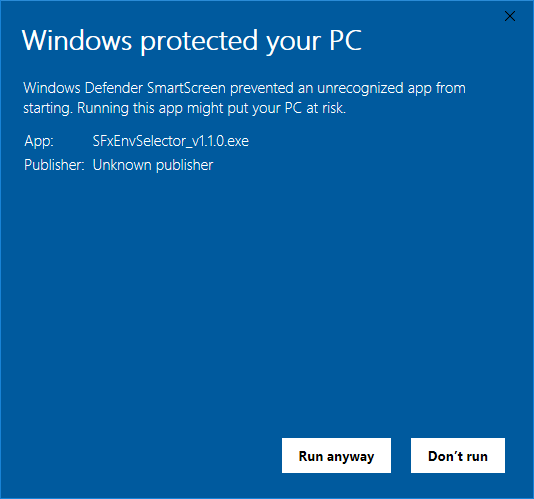 Windows protected your PC
Windows Defender SmartScreen prevented an unrecognized app from
starting. Running this app might put your PC at risk.
App: SFxEnvSelector_v1.1.0.exe
Publisher: Unknown publisher
Run anyway Don’t run